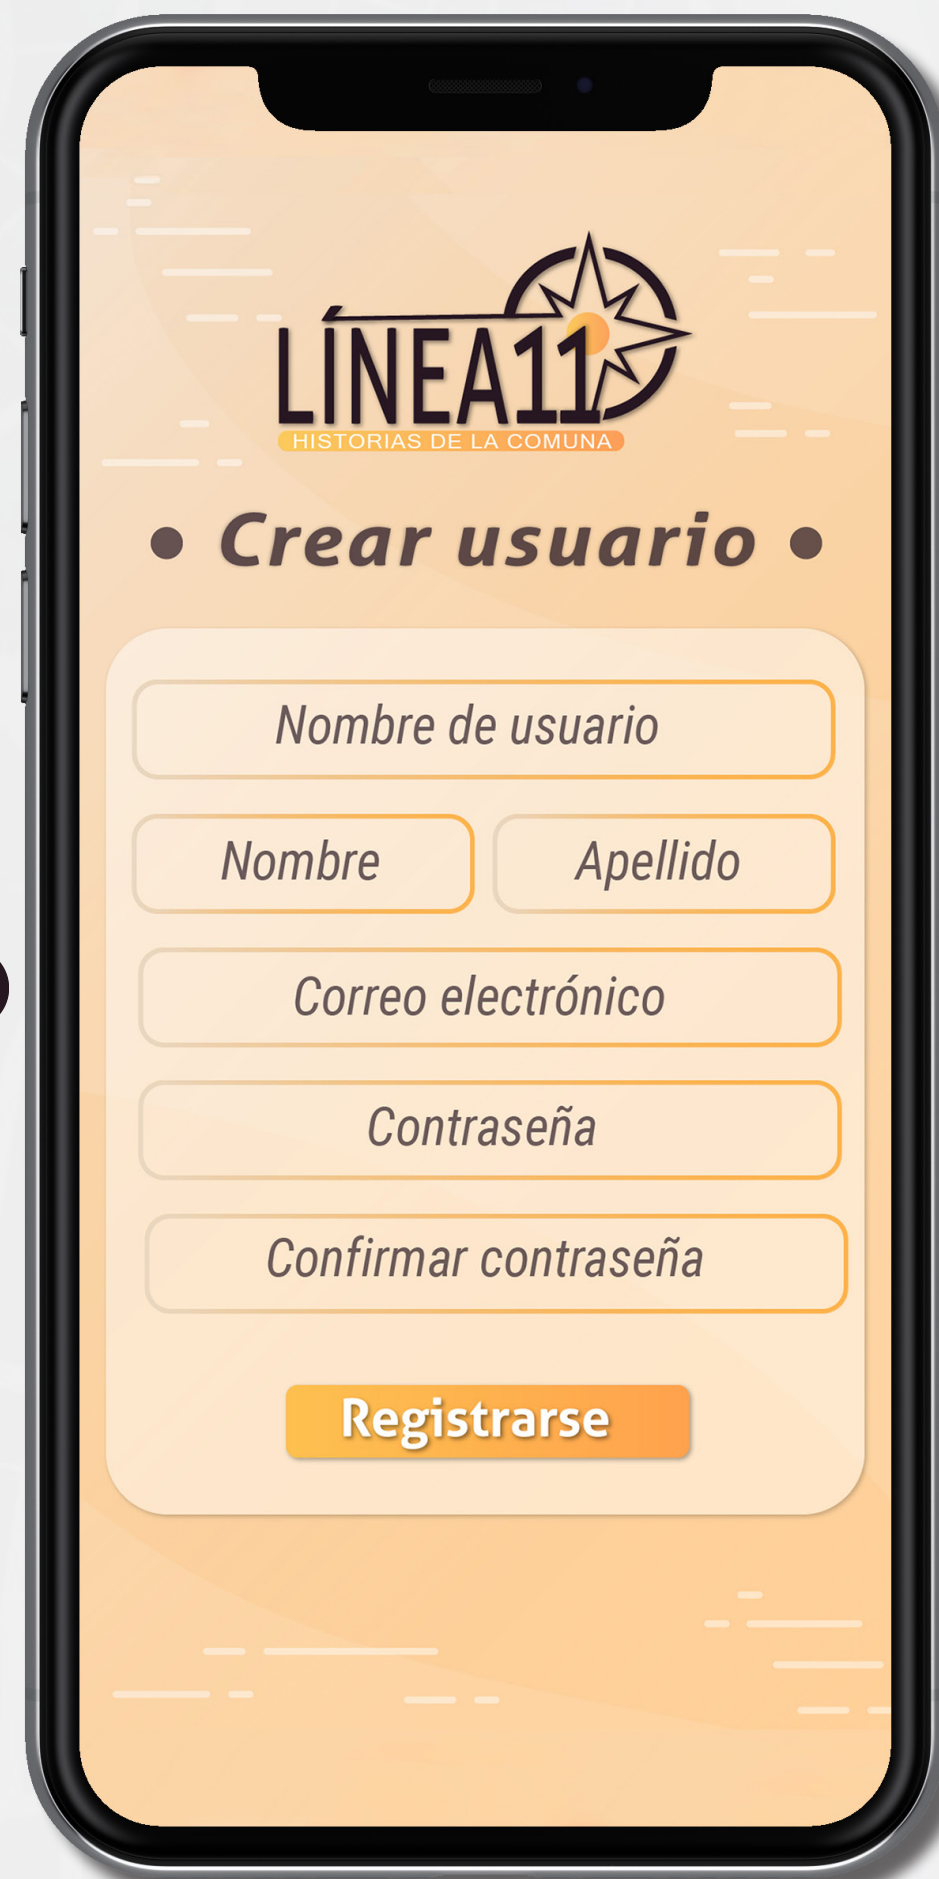 LÍNEA11
HISTORIAS DE LA COMUNA
• Crear usuario •
Nombre de usuario
Nombre Apellido
Correo electrónico
Contraseña
Confirmar contraseña
Registrarse